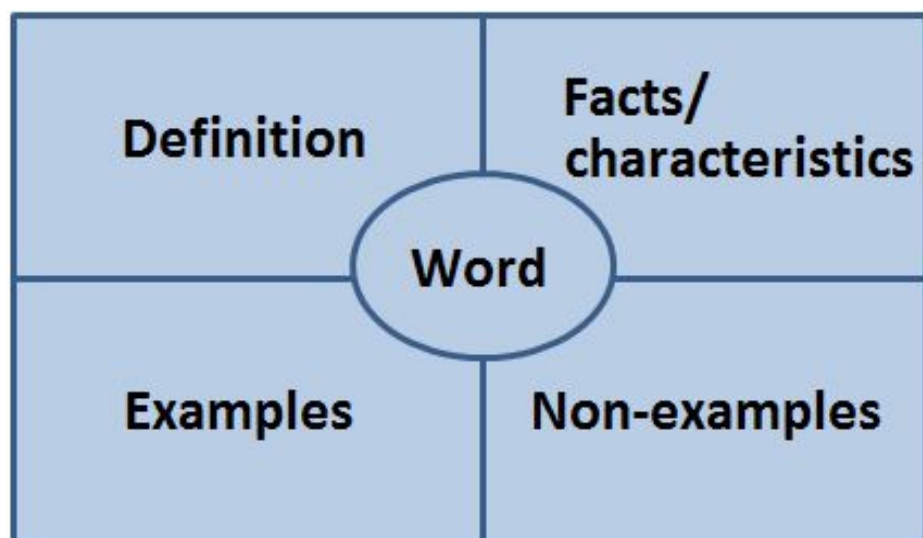 Definition
Facts/
characteristics
Word
Examples
Non-examples